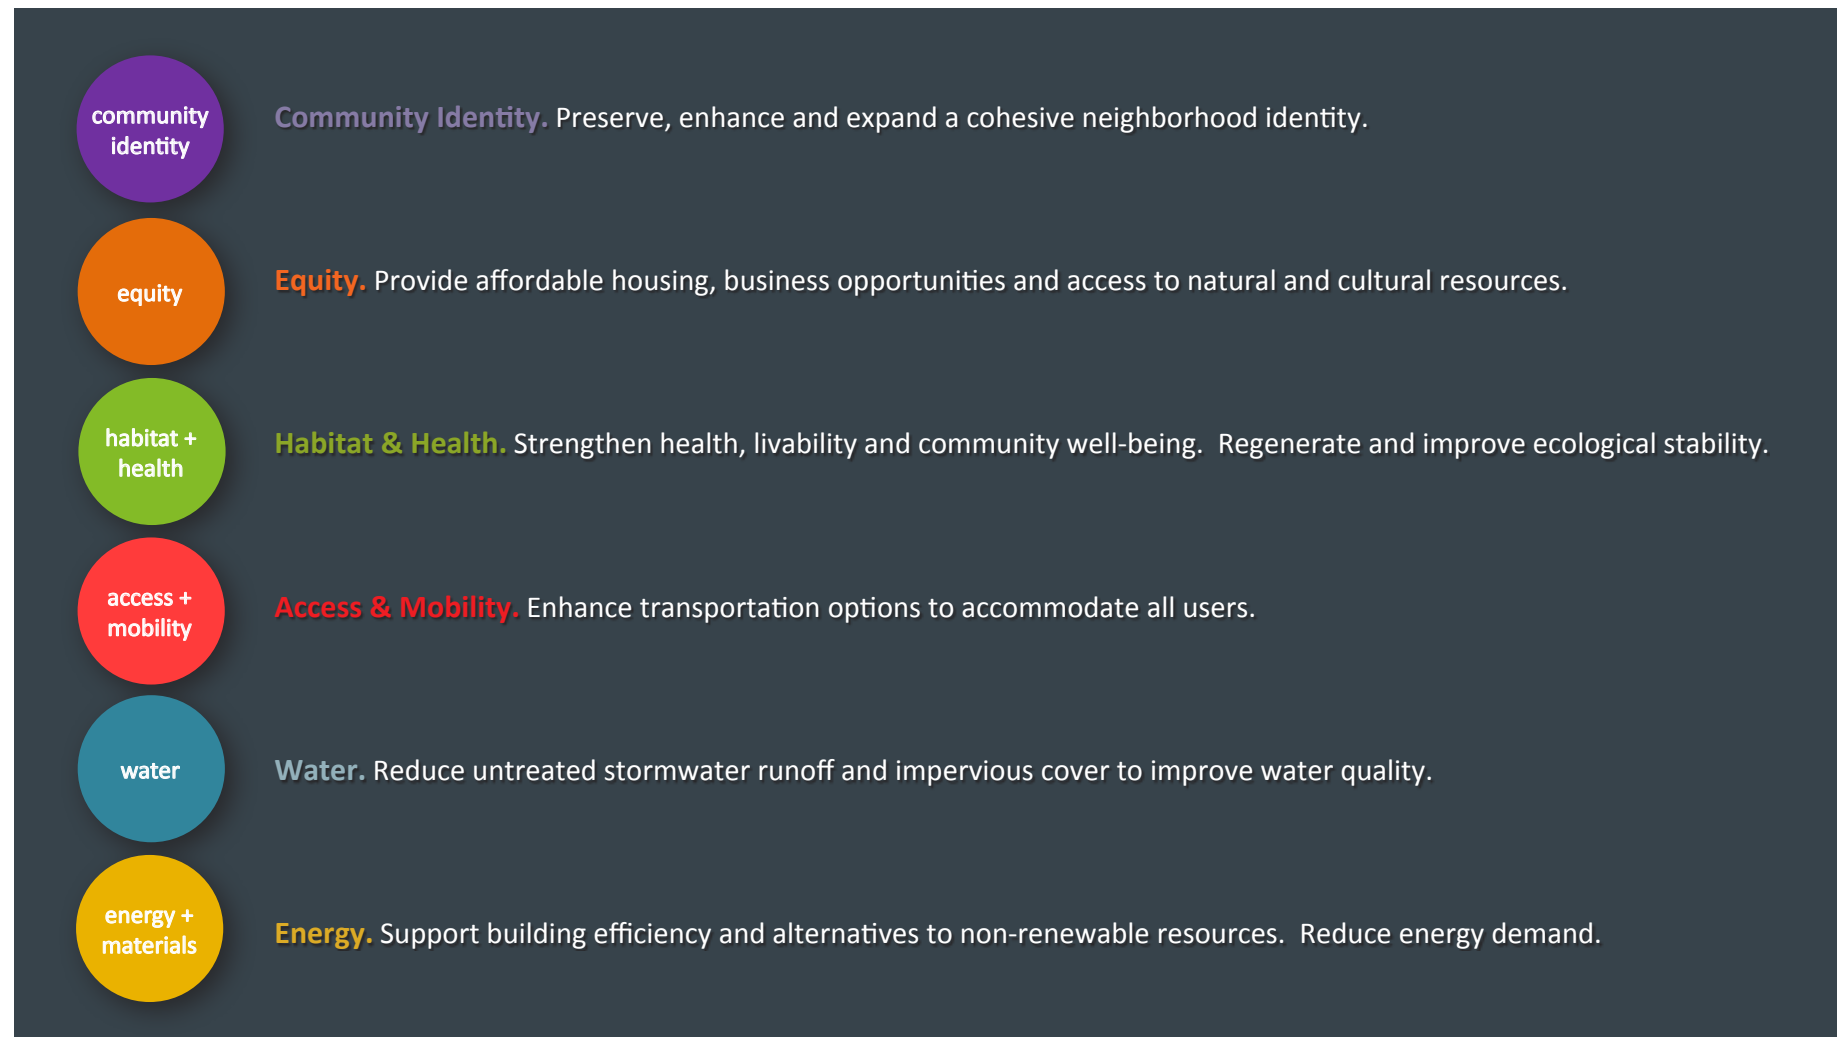 community
identity
Community Identity. Preserve, enhance and expand a cohesive neighborhood identity.
equity
Equity. Provide affordable housing, business opportunities and access to natural and cultural resources.
habitat +
health
Habitat & Health. Strengthen health, livability and community well-being.  Regenerate and improve ecological stability.
access +
mobility
Access & Mobility. Enhance transportation options to accommodate all users.
water
Water. Reduce untreated stormwater runoff and impervious cover to improve water quality.
energy +
materials
Energy. Support building efficiency and alternatives to non-renewable resources.  Reduce energy demand.